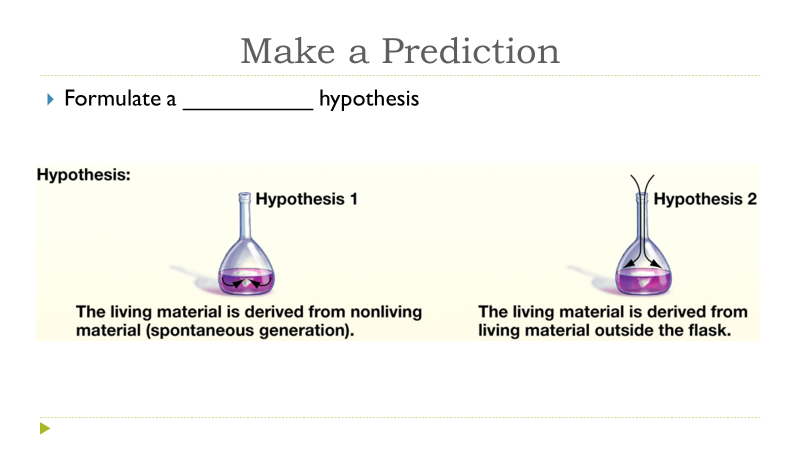 Make a Prediction
Formulate a ___________ hypothesis
Hypothesis:
Hypothesis 1
Hypothesis 2
The living material is derived from nonliving
material (spontaneous generation).
The living material is derived from
living material outside the flask.